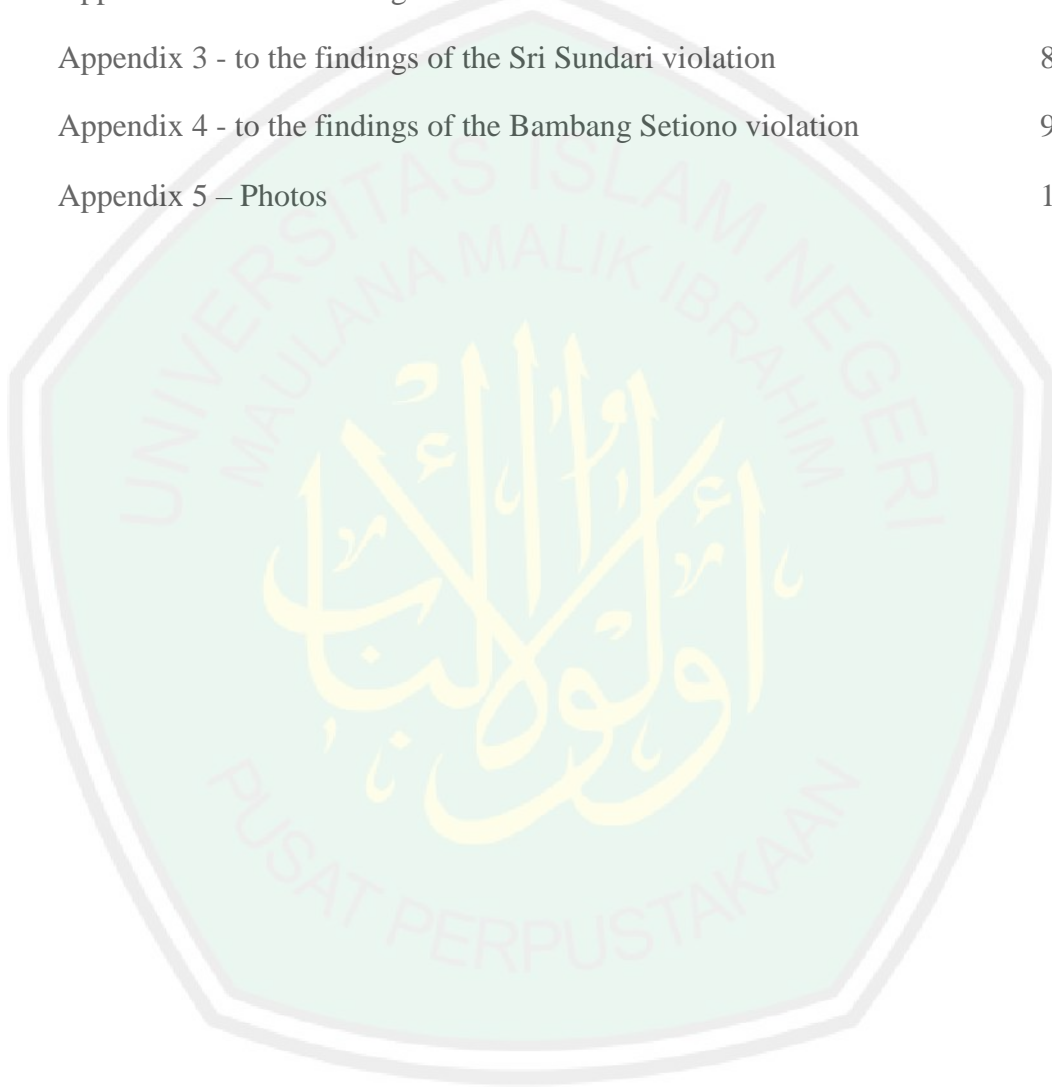 Appendix 3 - to the findings of the Sri Sundari violation 8
Appendix 4 - to the findings of the Bambang Setiono violation 9
Appendix 5 – Photos 1
UNIVERSITAS ISLAM NEGERI
MAULANA MALIK IBRAHIM
PUSAT PERPUSTAKAAN